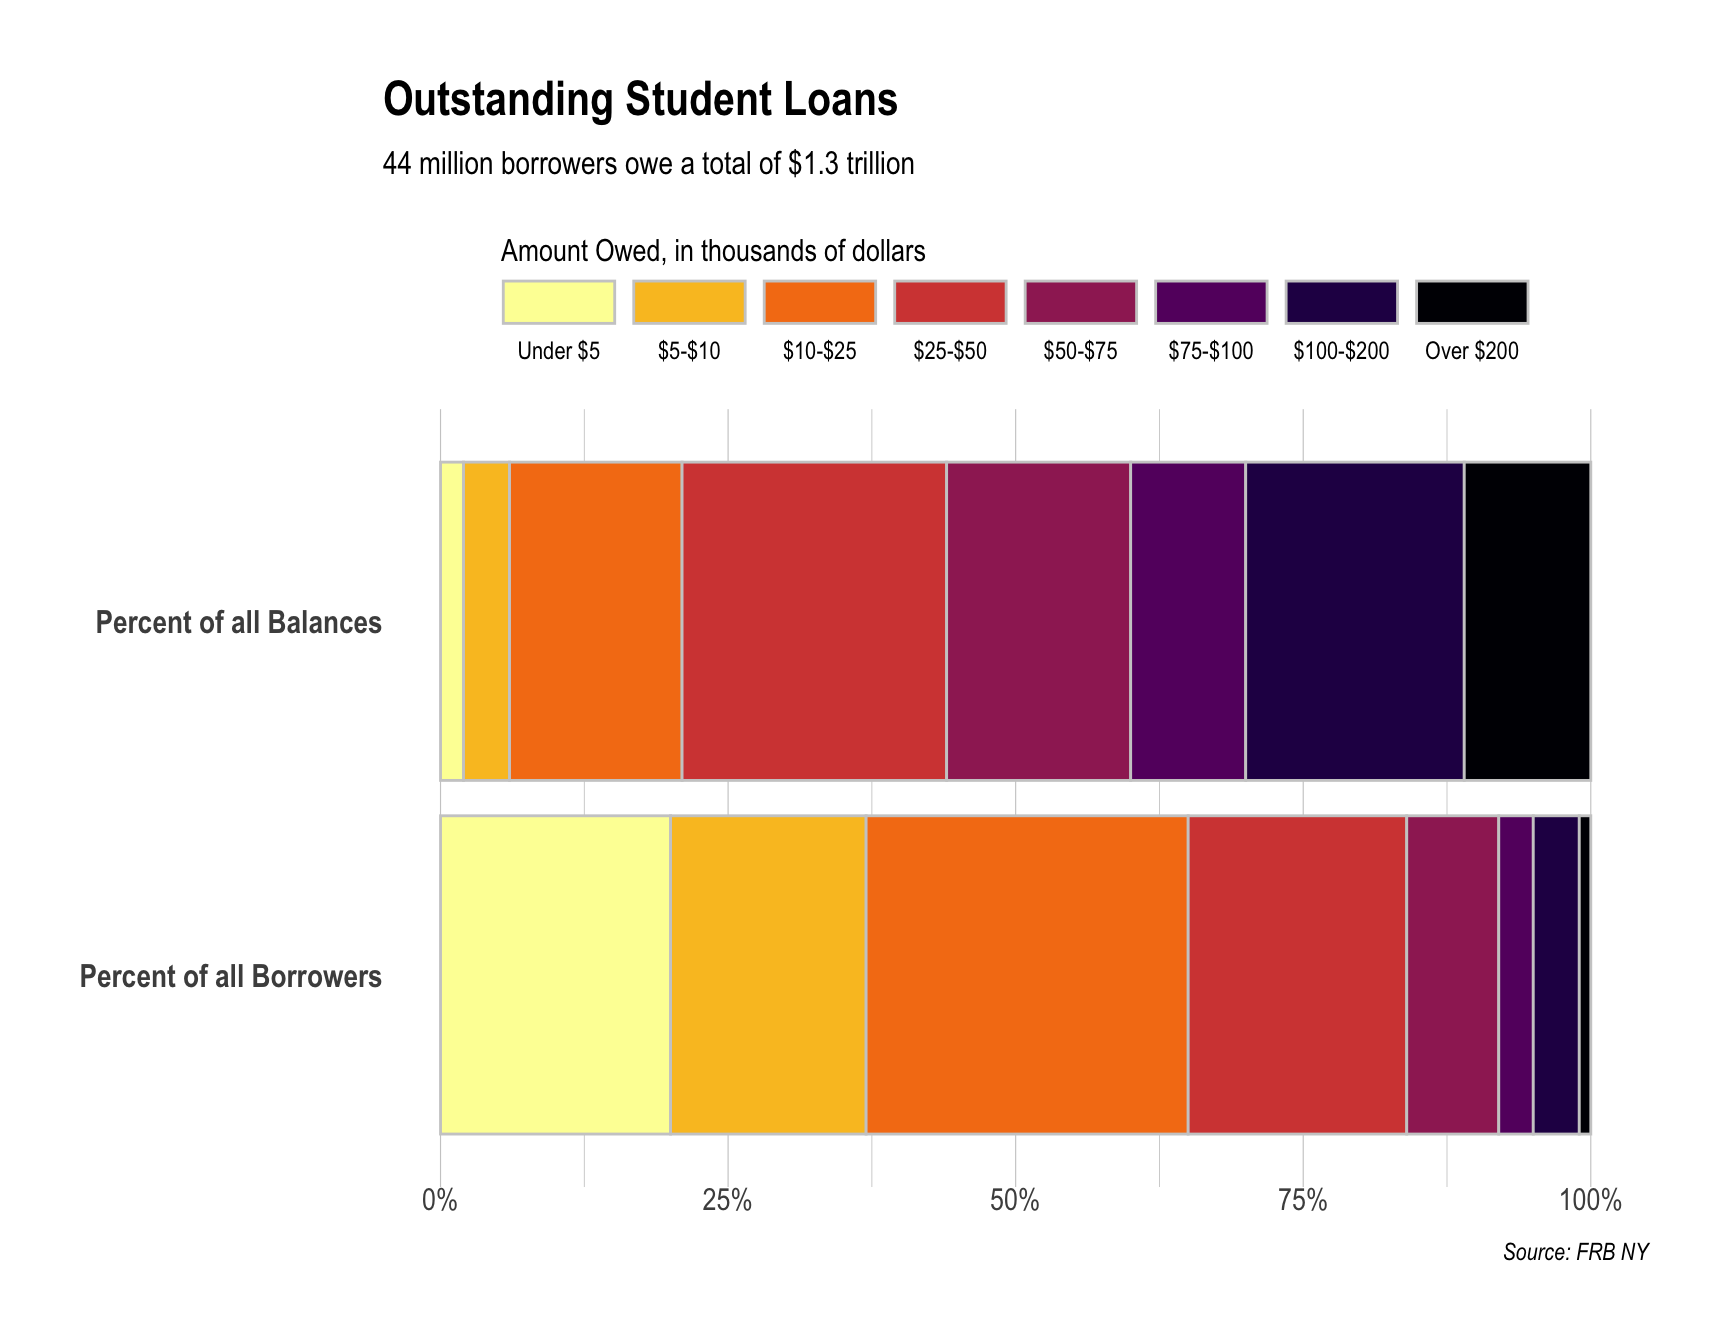 Outstanding Student Loans
44 million borrowers owe a total of $1.3 trillion
Amount Owed, in thousands of dollars
Under $5 $5-$10 $10-$25 $25-$50 $50-$75 $75-$100 $100-$200 Over $200
Percent of all Balances
Percent of all Borrowers
0% 25% 50% 75% 100%
Source: FRB NY